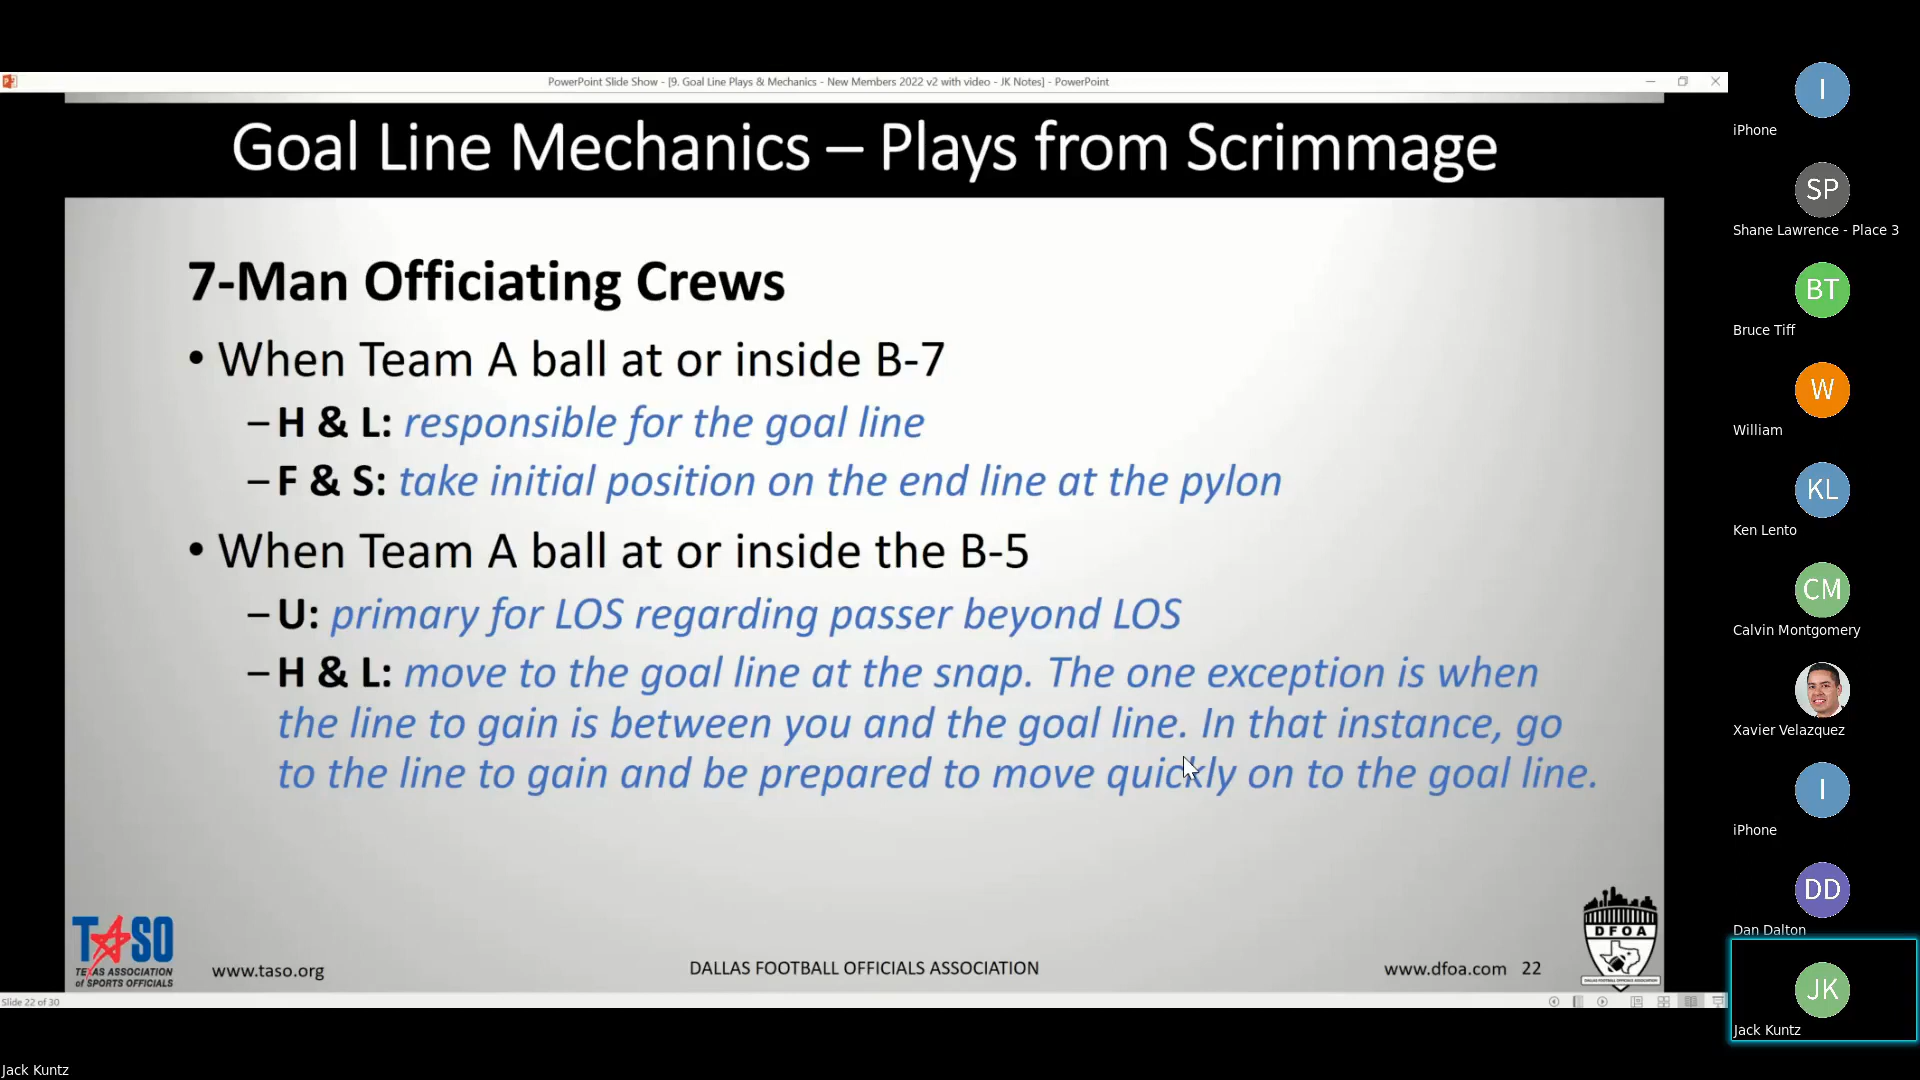 PowerPoint Slide Show - [9. Goal Line Plays & Mechanics - New Members 2022 v2 with video - JK Notes] - PowerPoint
Goal Line Mechanics – Plays from Scrimmage
7-Man Officiating Crews
• When Team A ball at or inside B-7
– H & L: responsible for the goal line
– F & S: take initial position on the end line at the pylon
• When Team A ball at or inside the B-5
– U: primary for LOS regarding passer beyond LOS
– H & L: move to the goal line at the snap. The one exception is when
the line to gain is between you and the goal line. In that instance, go
to the line to gain and be prepared to move quickly on to the goal line.
TASO
TEXAS ASSOCIATION
of SPORTS OFFICIALS
www.taso.org
DALLAS FOOTBALL OFFICIALS ASSOCIATION
www.dfoa.com 22
DFOA
DALLAS FOOTBALL OFFICIALS ASSOCIATION
Slide 22 of 30
I
iPhone
SP
Shane Lawrence - Place 3
BT
Bruce Tiff
W
William
KL
Ken Lento
CM
Calvin Montgomery
Xavier Velazquez
I
iPhone
DD
Dan Dalton
JK
Jack Kuntz
Jack Kuntz